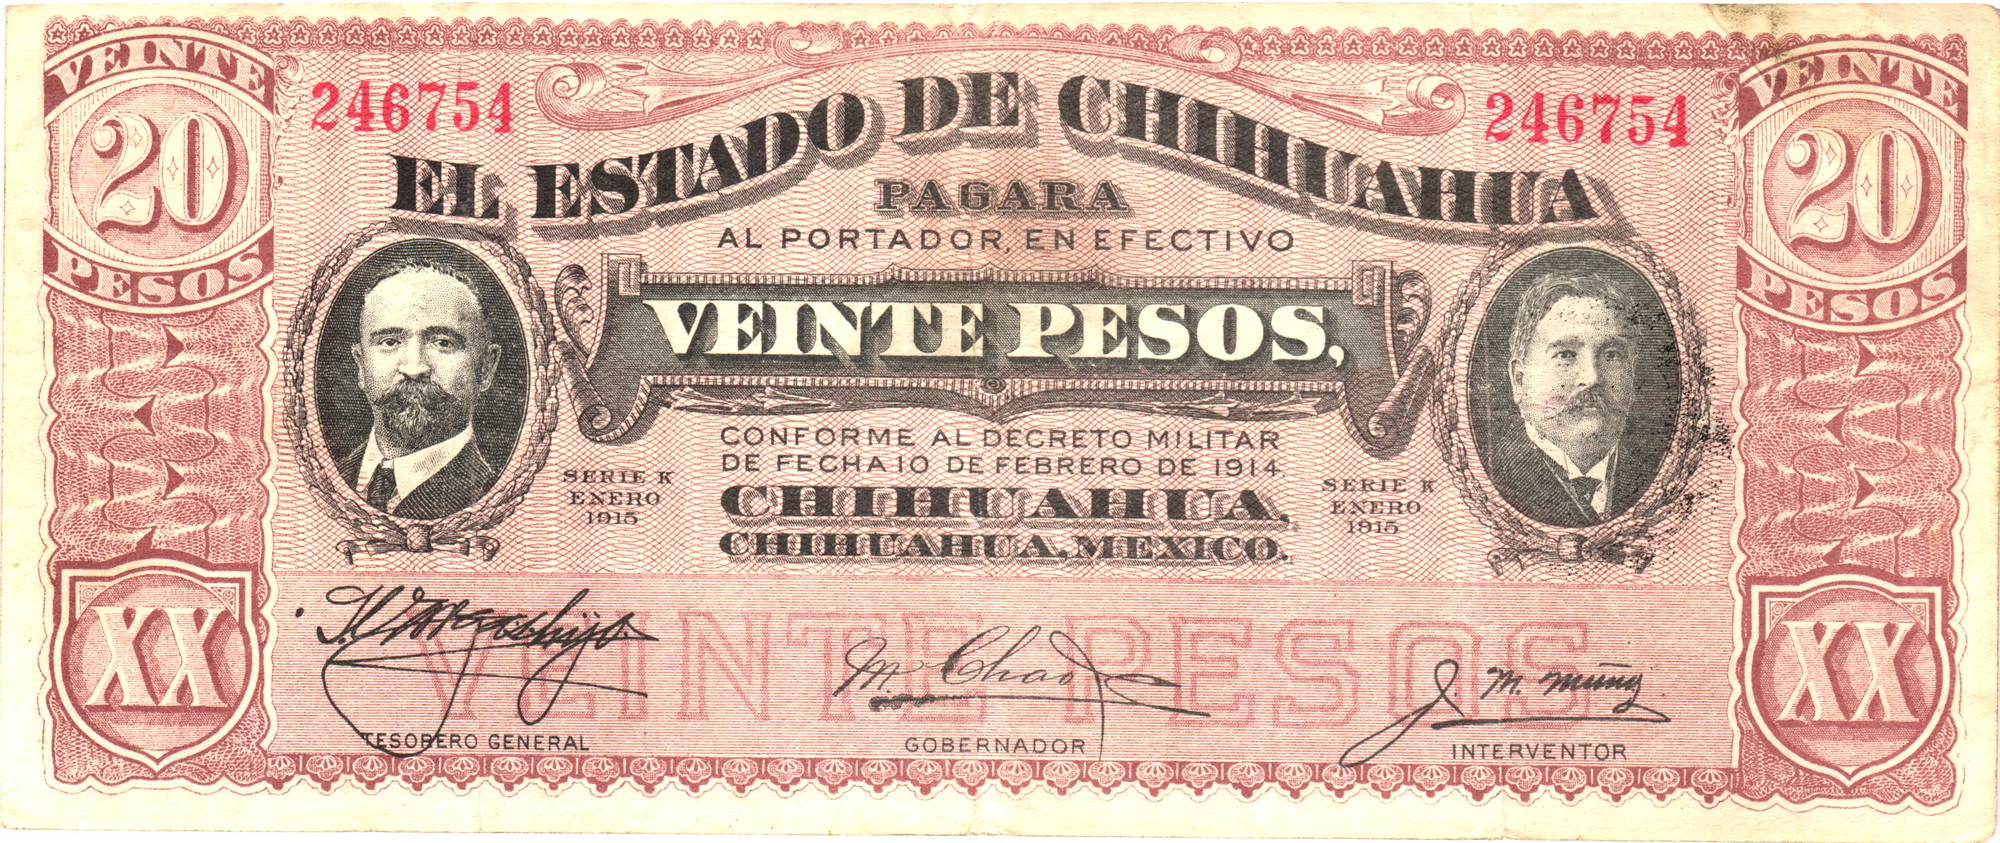 VEINTE
20
PESOS
246754
EL ESTADO DE CHIHUAHUA
246754
VEINTE
20
PESOS
PAGARA
AL PORTADOR, EN EFECTIVO
VEINTE PESOS,
CONFORME AL DECRETO MILITAR
DE FECHA 10 DE FEBRERO DE 1914.
CHIHUAHUA,
CHIHUAHUA, MEXICO.
SERIE K
ENERO
1915
SERIE K
ENERO
1915
XX
VEINTE PESOS
XX
M. Chao
J. M. Muñoz
TESORERO GENERAL
GOBERNADOR
INTERVENTOR